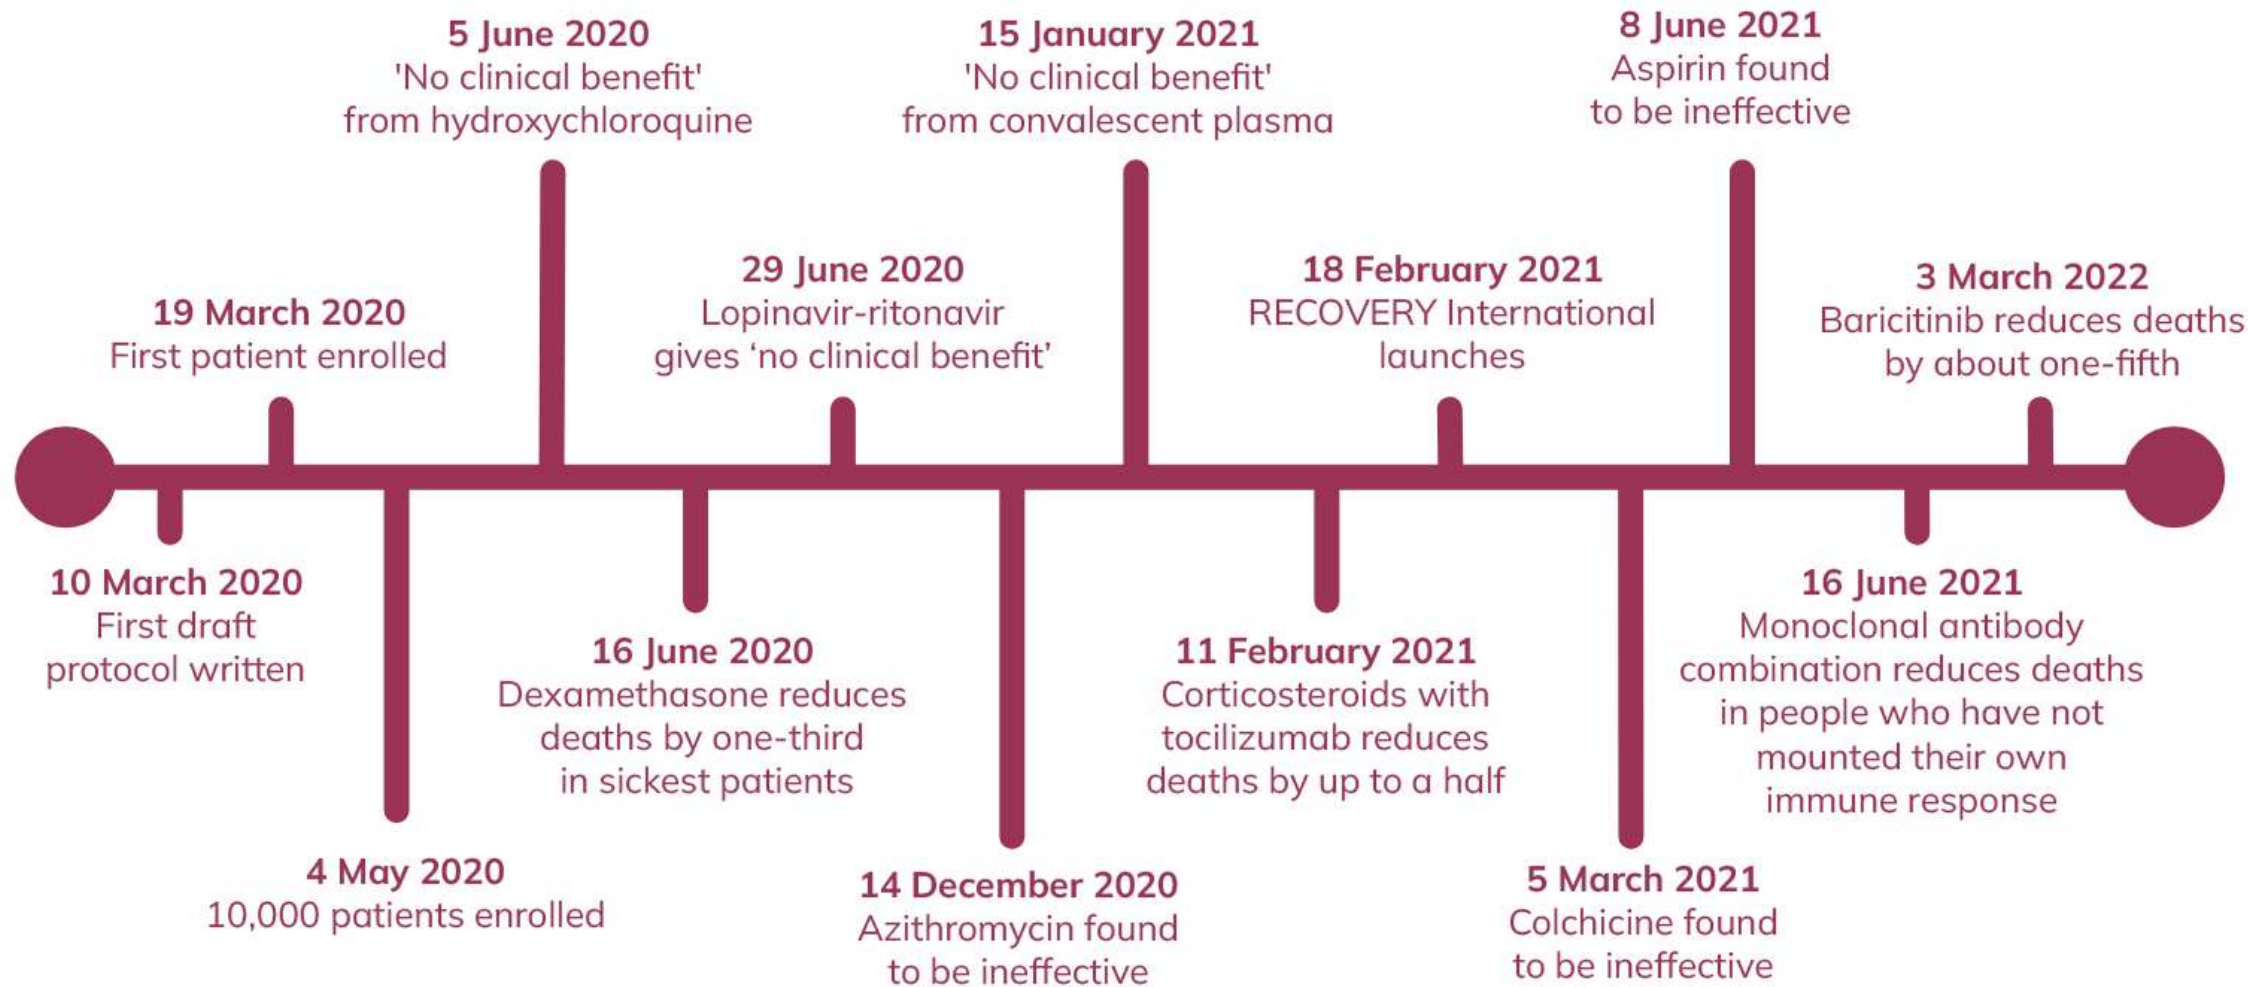 10 March 2020
First draft
protocol written
19 March 2020
First patient enrolled
4 May 2020
10,000 patients enrolled
5 June 2020
'No clinical benefit'
from hydroxychloroquine
16 June 2020
Dexamethasone reduces
deaths by one-third
in sickest patients
29 June 2020
Lopinavir-ritonavir
gives ‘no clinical benefit’
14 December 2020
Azithromycin found
to be ineffective
15 January 2021
'No clinical benefit'
from convalescent plasma
11 February 2021
Corticosteroids with
tocilizumab reduces
deaths by up to a half
18 February 2021
RECOVERY International
launches
5 March 2021
Colchicine found
to be ineffective
8 June 2021
Aspirin found
to be ineffective
16 June 2021
Monoclonal antibody
combination reduces deaths
in people who have not
mounted their own
immune response
3 March 2022
Baricitinib reduces deaths
by about one-fifth